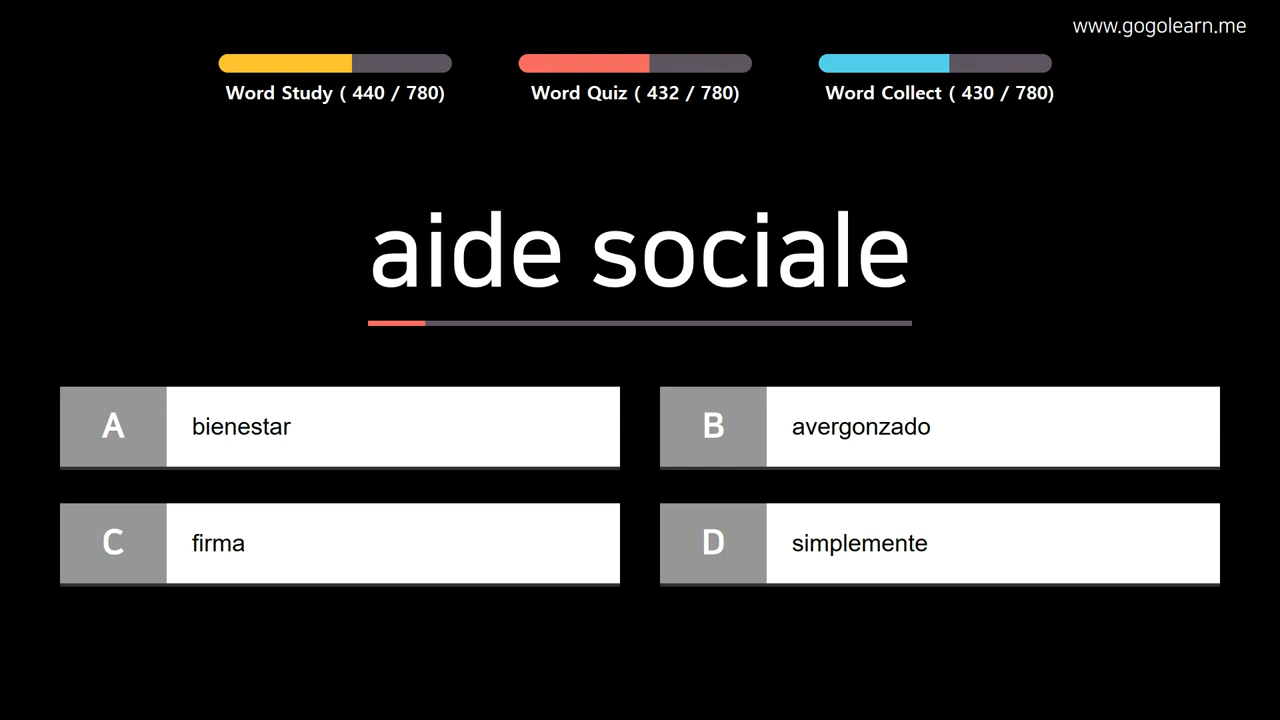 www.gogolearn.me
Word Study ( 440 / 780)
Word Quiz ( 432 / 780)
Word Collect ( 430 / 780)
aide sociale
A
bienestar
B
avergonzado
C
firma
D
simplemente